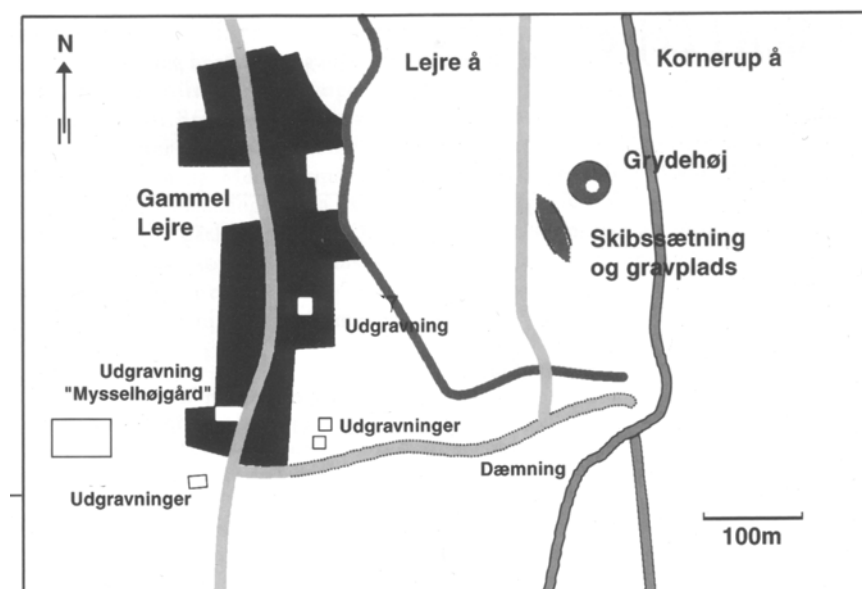 N
Lejre å
Kornerup å
Grydehøj
Gammel
Lejre
Skibssætning
og gravplads
Udgravning
Udgravning
"Mysselhøjgård"
Udgravninger
Dæmning
Udgravninger
100m